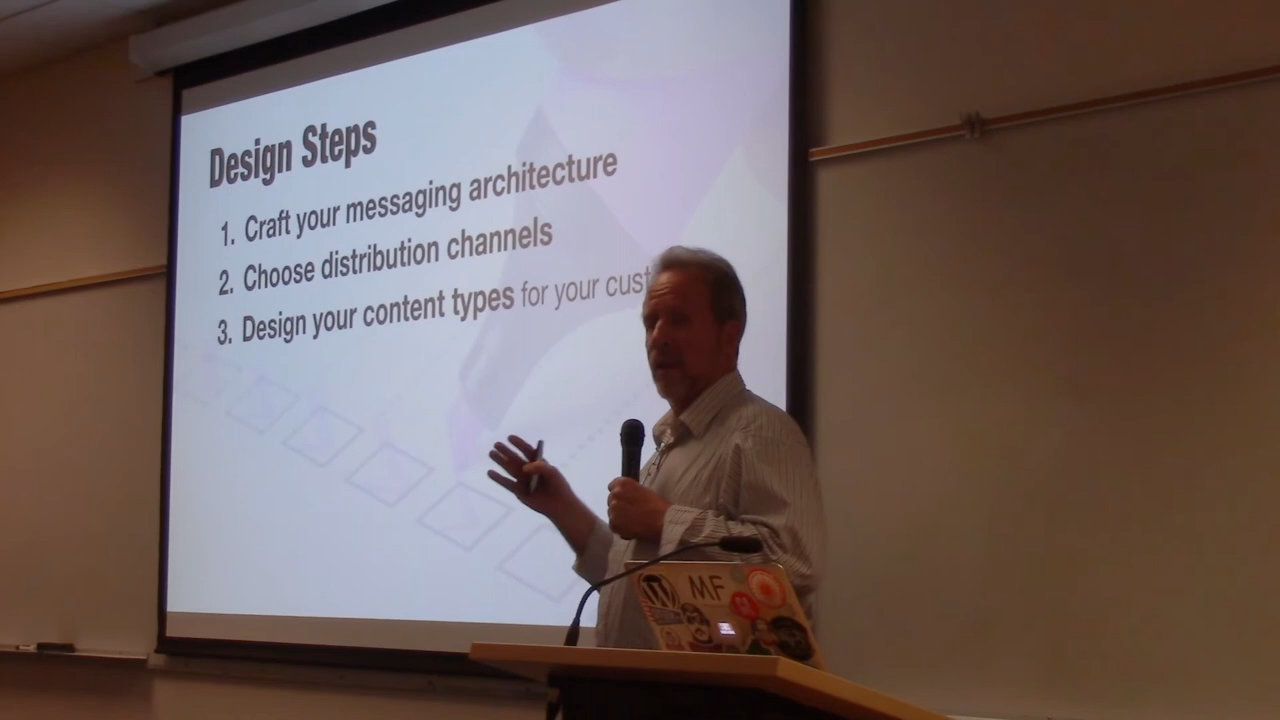 Design Steps
1. Craft your messaging architecture
2. Choose distribution channels
3. Design your content types for your cust
MF